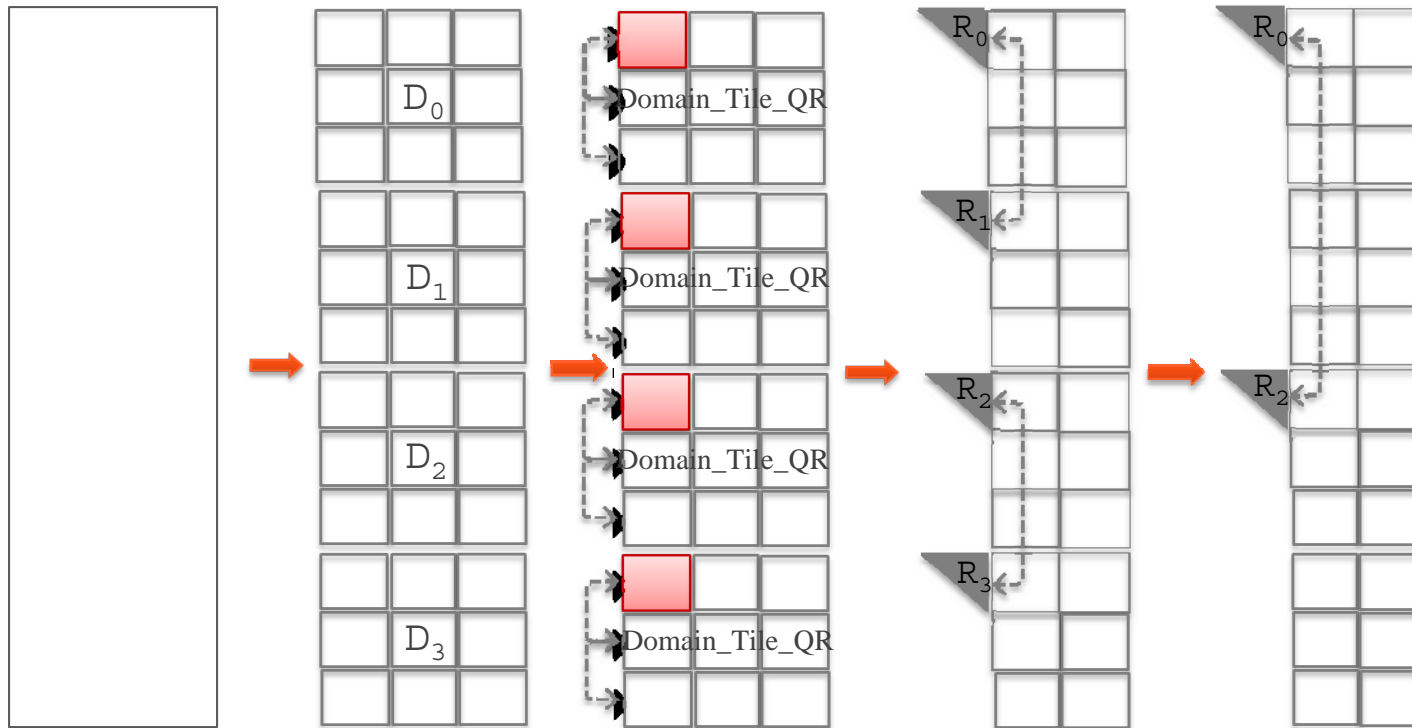 D0
D1
D2
D3
Domain_Tile_QR
Domain_Tile_QR
Domain_Tile_QR
Domain_Tile_QR
R0
R1
R2
R3
R0
R2